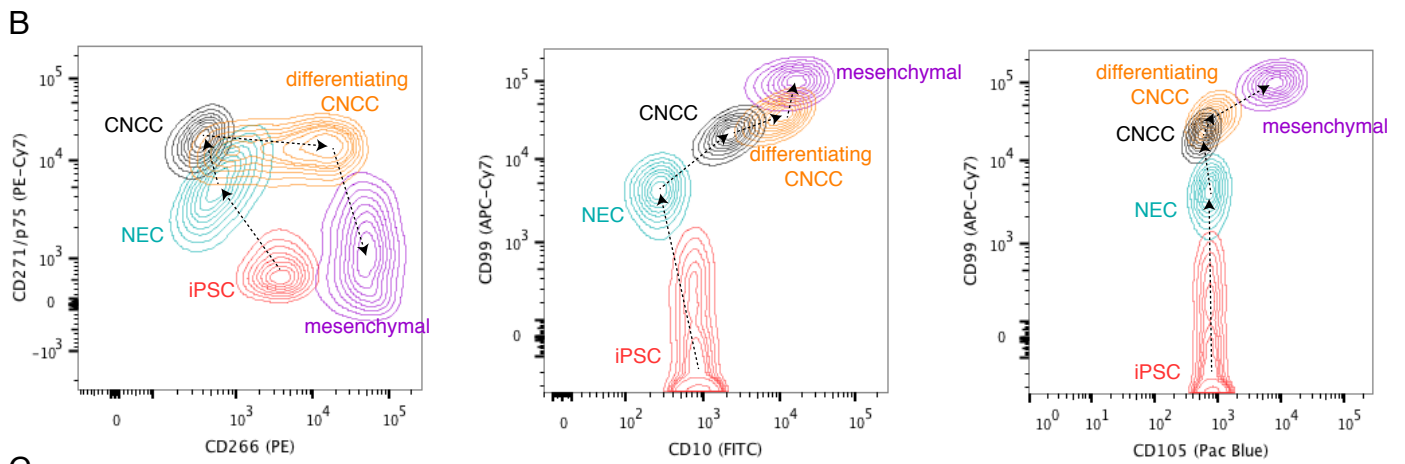 B
differentiating
CNCC
CNCC
NEC
iPSC
mesenchymal
CD271/p75 (PE-Cy7)
10^5
10^4
10^3
0
-10^3
0
10^3
10^4
10^5
CD266 (PE)
mesenchymal
CNCC
differentiating
CNCC
NEC
iPSC
CD99 (APC-Cy7)
10^5
10^4
10^3
0
0
10^2
10^3
10^4
10^5
CD10 (FITC)
differentiating
CNCC
CNCC
mesenchymal
NEC
iPSC
CD99 (APC-Cy7)
10^5
10^4
10^3
0
10^0
10^1
10^2
10^3
10^4
10^5
CD105 (Pac Blue)